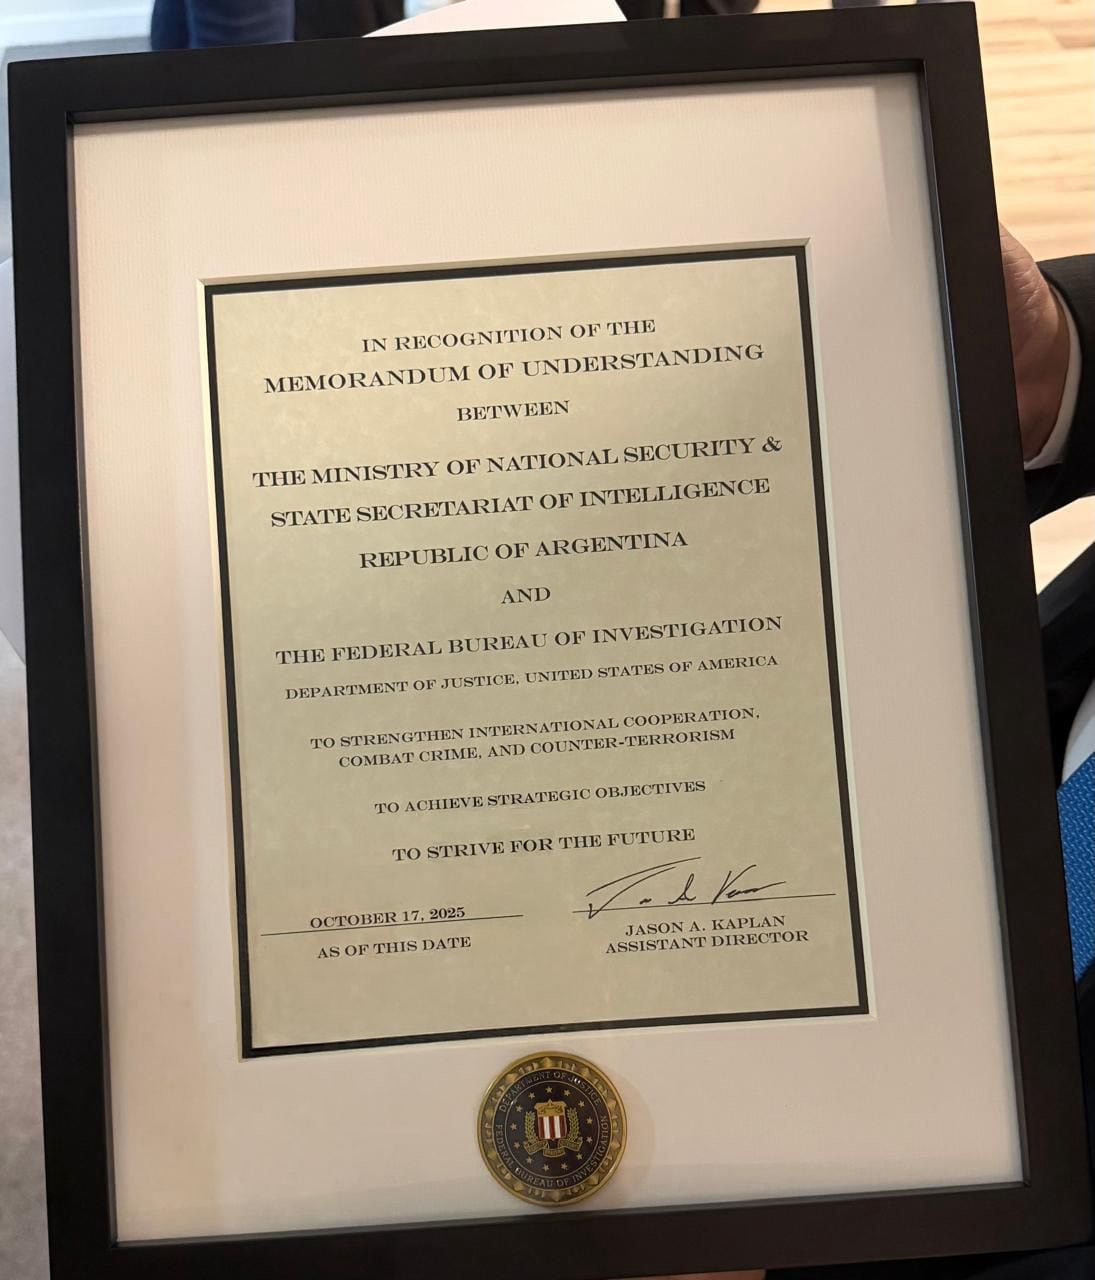 IN RECOGNITION OF THE
MEMORANDUM OF UNDERSTANDING
BETWEEN
THE MINISTRY OF NATIONAL SECURITY &
STATE SECRETARIAT OF INTELLIGENCE
REPUBLIC OF ARGENTINA
AND
THE FEDERAL BUREAU OF INVESTIGATION
DEPARTMENT OF JUSTICE, UNITED STATES OF AMERICA
TO STRENGTHEN INTERNATIONAL COOPERATION,
COMBAT CRIME, AND COUNTER-TERRORISM
TO ACHIEVE STRATEGIC OBJECTIVES
TO STRIVE FOR THE FUTURE
OCTOBER 17, 2025
AS OF THIS DATE
JASON A. KAPLAN
ASSISTANT DIRECTOR
DEPARTMENT OF JUSTICE
FEDERAL BUREAU OF INVESTIGATION